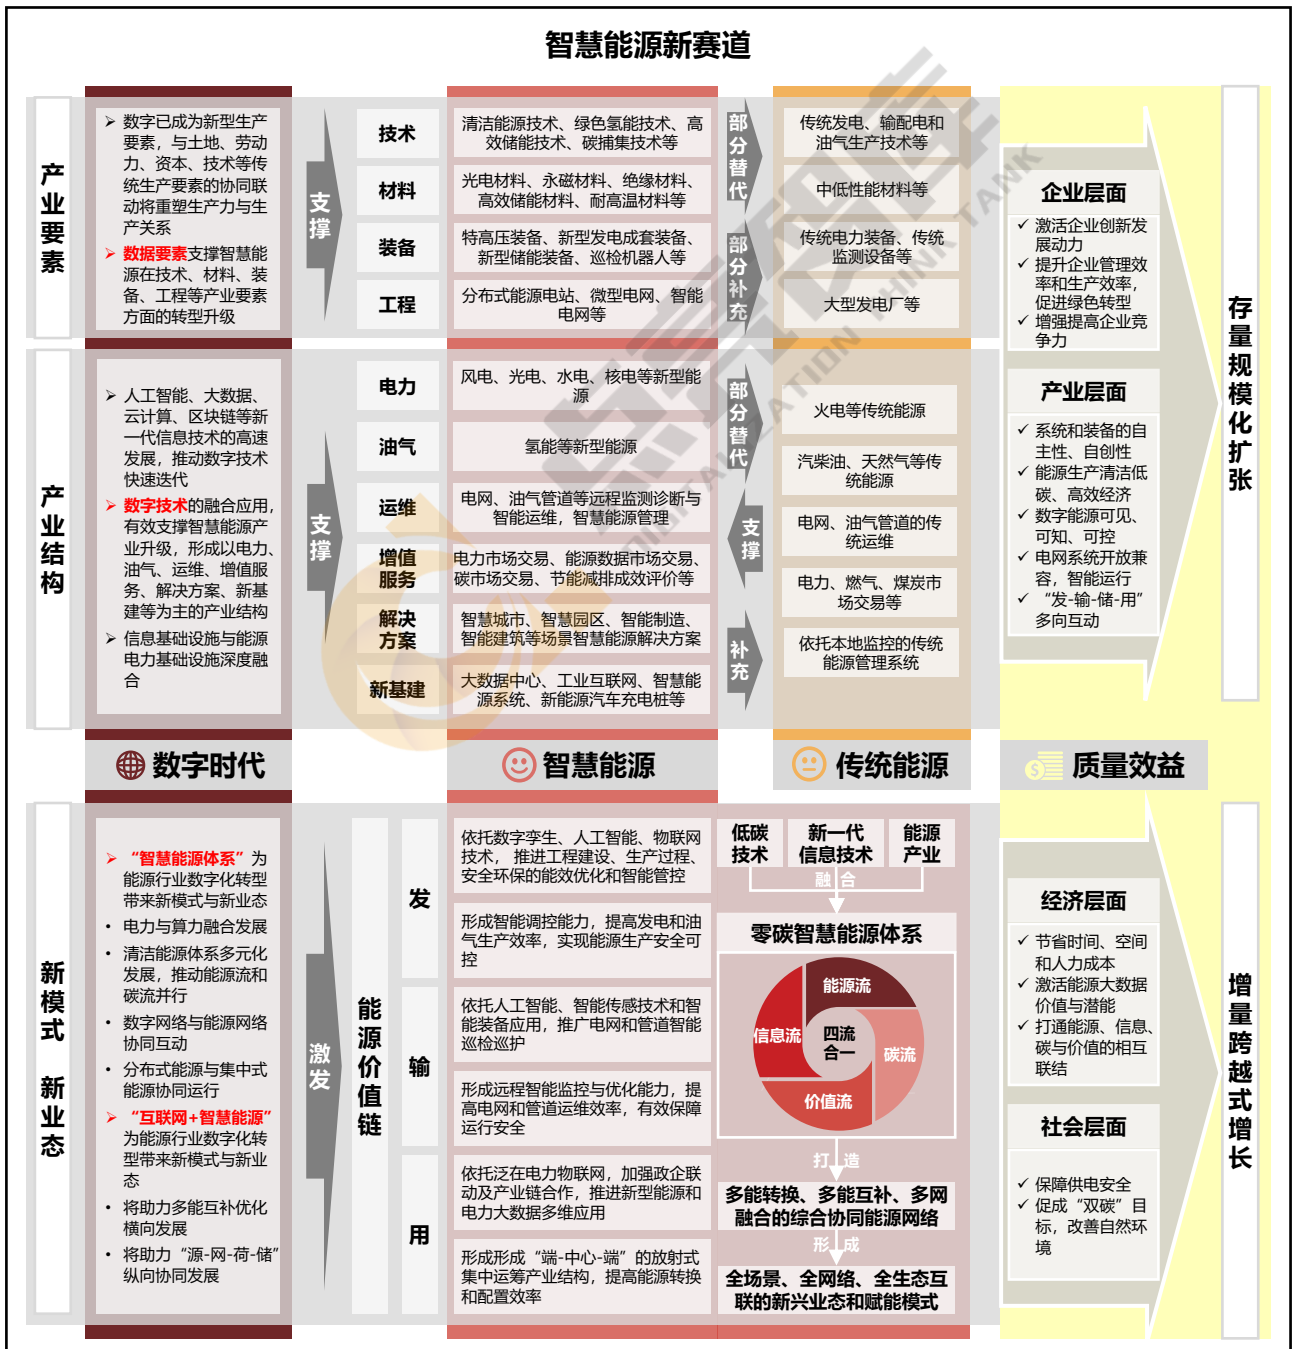 智慧能源新赛道
产业要素
➢ 数字已成为新型生产
要素，与土地、劳动
力、资本、技术等传
统生产要素的协同联
动将重塑生产力与生
产关系
➢ 数据要素支撑智慧能
源在技术、材料、装
备、工程等产业要素
方面的转型升级
支撑
技术
清洁能源技术、绿色氢能技术、高
效储能技术、碳捕集技术等
材料
光电材料、永磁材料、绝缘材料、
高效储能材料、耐高温材料等
装备
特高压装备、新型发电成套装备、
新型储能装备、巡检机器人等
工程
分布式能源电站、微型电网、智能
电网等
部分替代
部分补充
传统发电、输配电和
油气生产技术等
中低性能材料等
传统电力装备、传统
监测设备等
大型发电厂等
产业结构
➢ 人工智能、大数据、
云计算、区块链等新
一代信息技术的高速
发展，推动数字技术
快速迭代
➢ 数字技术的融合应用，
有效支撑智慧能源产
业升级，形成以电力、
油气、运维、增值服
务、解决方案、新基
建等为主的产业结构
➢ 信息基础设施与能源
电力基础设施深度融
合
支撑
电力
风电、光电、水电、核电等新型能
源
油气
氢能等新型能源
运维
电网、油气管道等远程监测诊断与
智能运维，智慧能源管理
增值
服务
电力市场交易、能源数据市场交易、
碳市场交易、节能减排成效评价等
解决
方案
智慧城市、智慧园区、智能制造、
智能建筑等场景智慧能源解决方案
新基建
大数据中心、工业互联网、智慧能
源系统、新能源汽车充电桩等
部分替代
支撑
补充
火电等传统能源
汽柴油、天然气等传
统能源
电网、油气管道的传
统运维
电力、燃气、煤炭市
场交易等
依托本地监控的传统
能源管理系统
企业层面
✓ 激活企业创新发
展动力
✓ 提升企业管理效
率和生产效率，
促进绿色转型
✓ 增强提高企业竞
争力
产业层面
✓ 系统和装备的自
主性、自创性
✓ 能源生产清洁低
碳、高效经济
✓ 数字能源可见、
可知、可控
✓ 电网系统开放兼
容，智能运行
✓ “发-输-储-用”
多向互动
存量规模化扩张
数字时代
智慧能源
传统能源
质量效益
新模式 新业态
➢ “智慧能源体系”为
能源行业数字化转型
带来新模式与新业态
• 电力与算力融合发展
• 清洁能源体系多元化
发展，推动能源流和
碳流并行
• 数字网络与能源网络
协同互动
• 分布式能源与集中式
能源协同运行
➢ “互联网+智慧能源”
为能源行业数字化转
型带来新模式与新业
态
• 将助力多能互补优化
横向发展
• 将助力“源-网-荷-储”
纵向协同发展
激发
能源价值链
发
依托数字孪生、人工智能、物联网
技术， 推进工程建设、生产过程、
安全环保的能效优化和智能管控
形成智能调控能力，提高发电和油
气生产效率，实现能源生产安全可
控
输
依托人工智能、智能传感技术和智
能装备应用，推广电网和管道智能
巡检巡护
形成远程智能监控与优化能力，提
高电网和管道运维效率，有效保障
运行安全
用
依托泛在电力物联网，加强政企联
动及产业链合作，推进新型能源和
电力大数据多维应用
形成形成“端-中心-端”的放射式
集中运筹产业结构，提高能源转换
和配置效率
低碳
技术
新一代
信息技术
能源
产业
融合
零碳智慧能源体系
能源流
信息流
四流
合一
碳流
价值流
打造
多能转换、多能互补、多网
融合的综合协同能源网络
形成
全场景、全网络、全生态互
联的新兴业态和赋能模式
经济层面
✓ 节省时间、空间
和人力成本
✓ 激活能源大数据
价值与潜能
✓ 打通能源、信息、
碳与价值的相互
联结
社会层面
✓ 保障供电安全
✓ 促成“双碳”目
标，改善自然环
境
增量跨越式增长
点亮智库
DIGITALIZATION THINK TANK